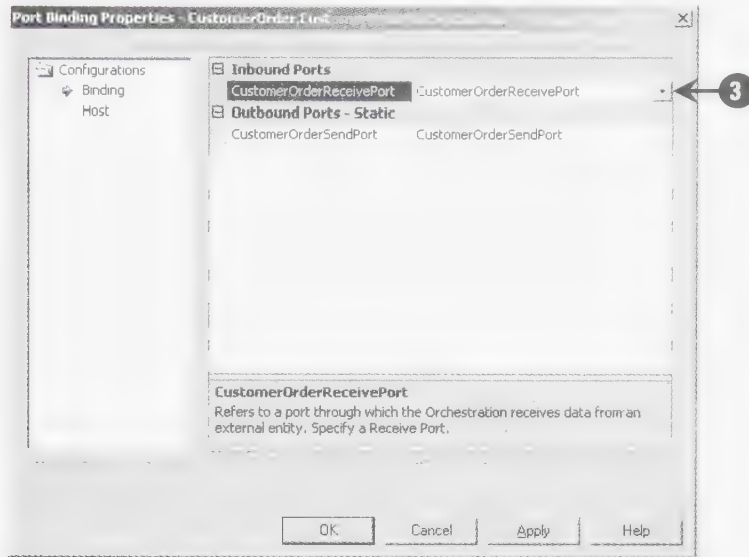 Port Binding Properties - CustomerOrder.Cust
Configurations
Binding
Host
Inbound Ports
CustomerOrderReceivePort CustomerOrderReceivePort
3
Outbound Ports - Static
CustomerOrderSendPort CustomerOrderSendPort
CustomerOrderReceivePort
Refers to a port through which the Orchestration receives data from an
external entity. Specify a Receive Port.
OK Cancel Apply Help